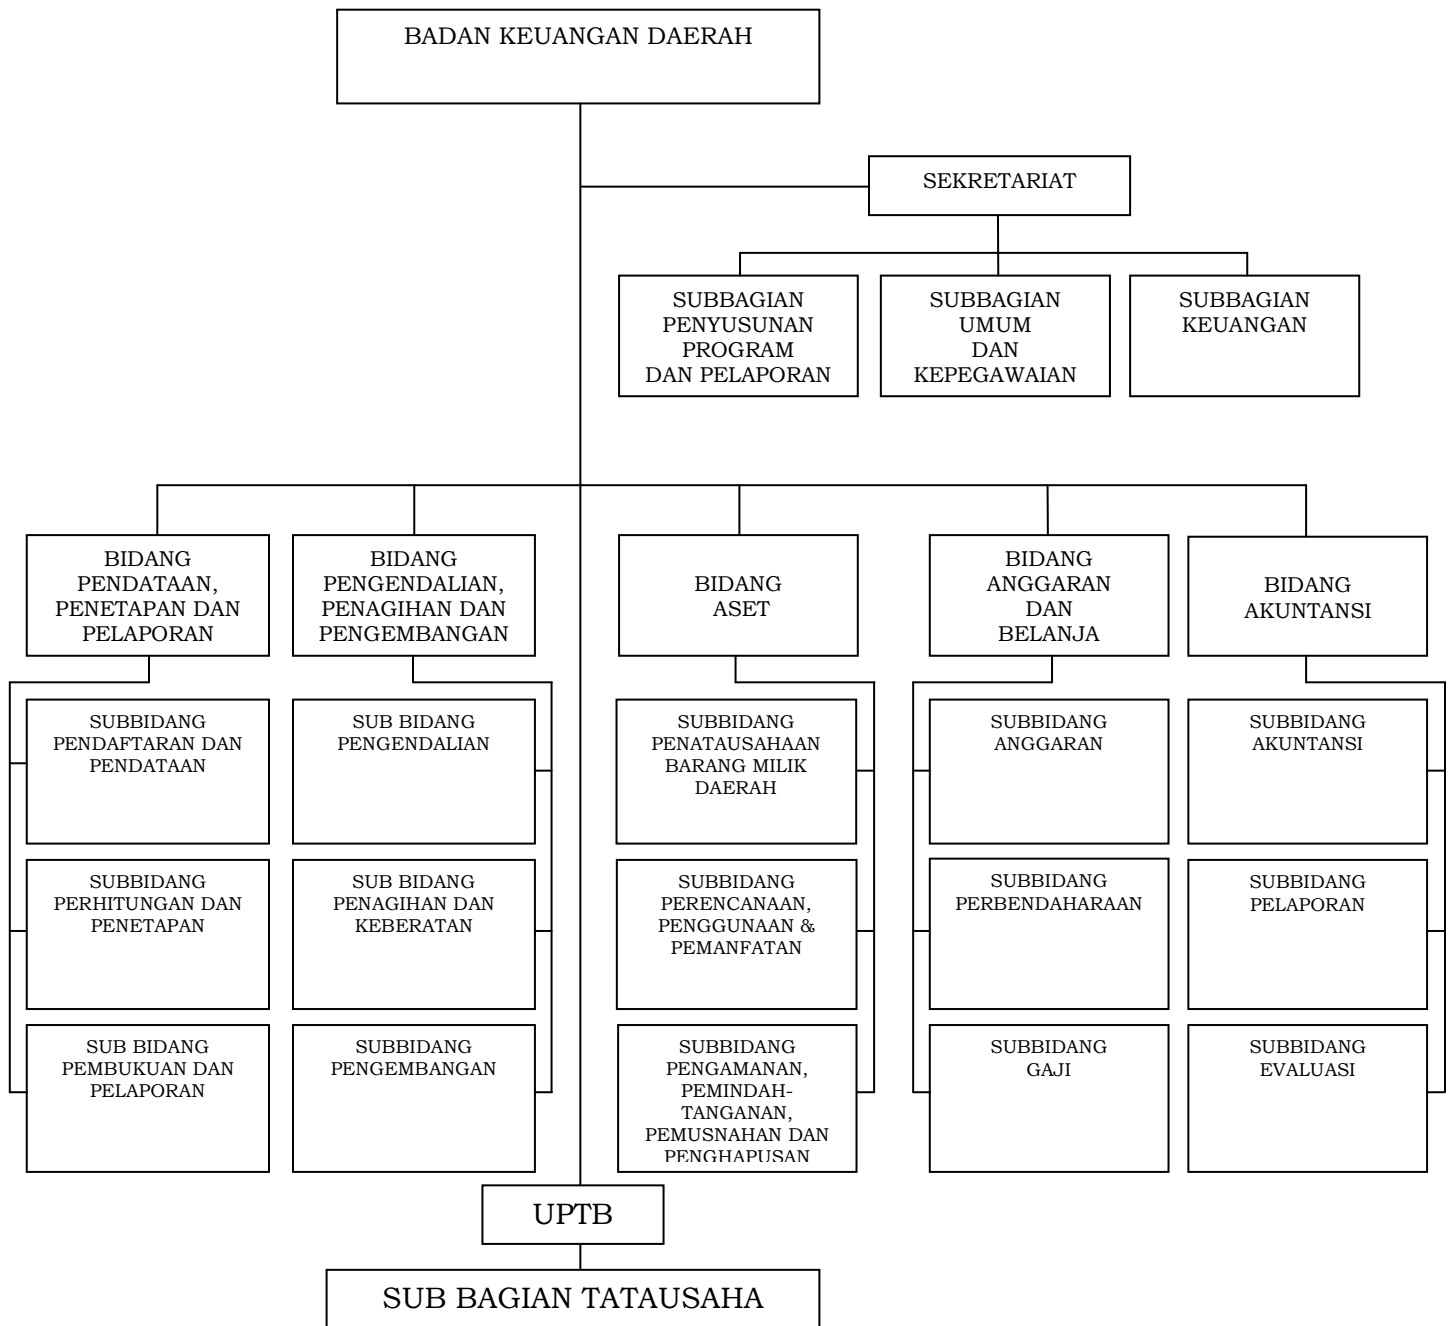 BADAN KEUANGAN DAERAH
SEKRETARIAT
SUBBAGIAN
PENYUSUNAN
PROGRAM
DAN PELAPORAN
SUBBAGIAN
UMUM
DAN
KEPEGAWAIAN
SUBBAGIAN
KEUANGAN
BIDANG
PENDATAAN,
PENETAPAN DAN
PELAPORAN
BIDANG
PENGENDALIAN,
PENAGIHAN DAN
PENGEMBANGAN
BIDANG
ASET
BIDANG
ANGGARAN
DAN
BELANJA
BIDANG
AKUNTANSI
SUBBIDANG
PENDAFTARAN DAN
PENDATAAN
SUB BIDANG
PENGENDALIAN
SUBBIDANG
PENATAUSAHAAN
BARANG MILIK
DAERAH
SUBBIDANG
ANGGARAN
SUBBIDANG
AKUNTANSI
SUBBIDANG
PERHITUNGAN DAN
PENETAPAN
SUB BIDANG
PENAGIHAN DAN
KEBERATAN
SUBBIDANG
PERENCANAAN,
PENGGUNAAN &
PEMANFATAN
SUBBIDANG
PERBENDAHARAAN
SUBBIDANG
PELAPORAN
SUB BIDANG
PEMBUKUAN DAN
PELAPORAN
SUBBIDANG
PENGEMBANGAN
SUBBIDANG
PENGAMANAN,
PEMINDAH-
TANGANAN,
PEMUSNAHAN DAN
PENGHAPUSAN
SUBBIDANG
GAJI
SUBBIDANG
EVALUASI
UPTB
SUB BAGIAN TATAUSAHA